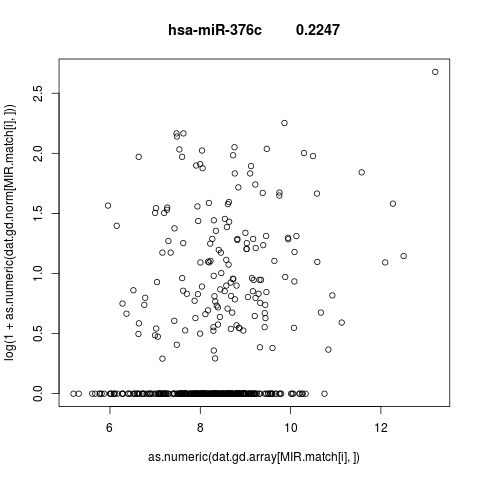 hsa-miR-376c 0.2247
log(1 + as.numeric(dat.gd.norm[MIR.match[i], ]))
2.5
2.0
1.5
1.0
0.5
0.0
6 8 10 12
as.numeric(dat.gd.array[MIR.match[i], ])